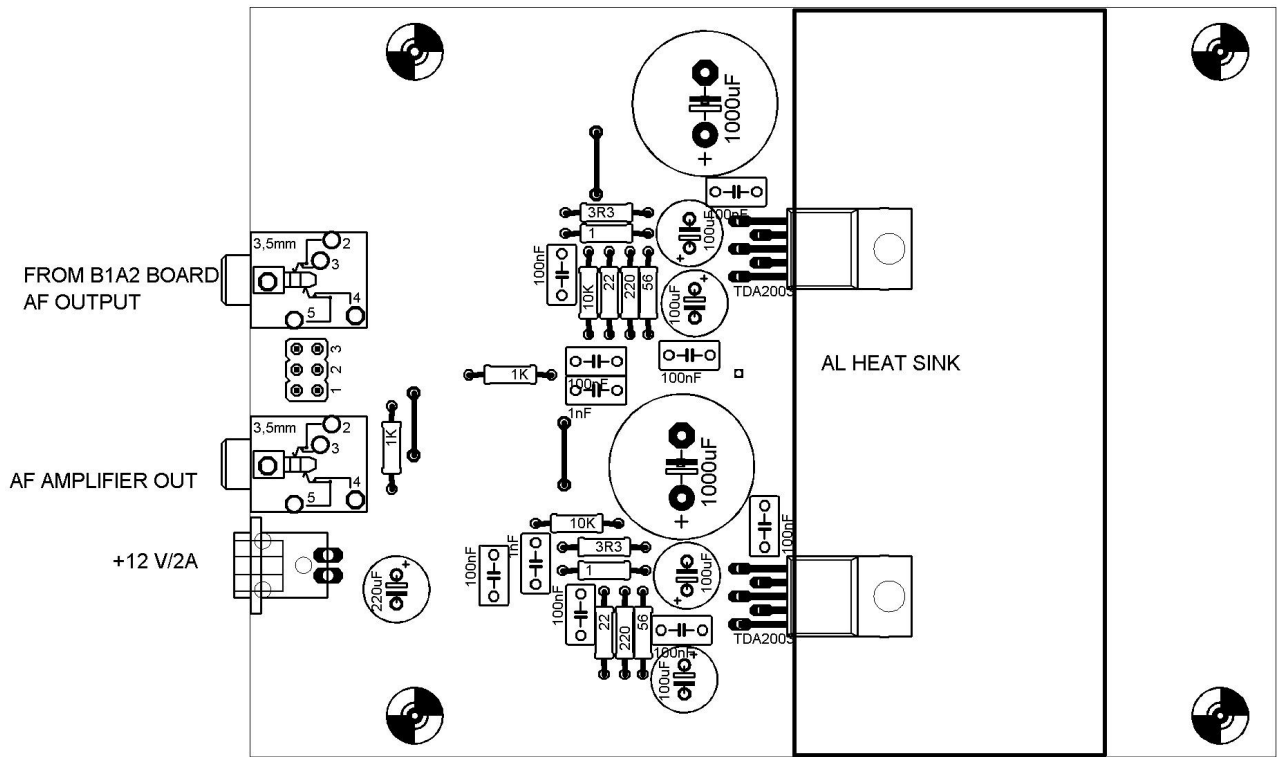 1000uF
+
100nF
3R3
1
100uF
+
TDA2003
3,5mm
2
3
4
5
FROM B1A2 BOARD
AF OUTPUT
100nF
10K
22
220
56
100uF
+
3
2
1
1K
100nF
1nF
100nF
AL HEAT SINK
3,5mm
2
3
4
5
AF AMPLIFIER OUT
1K
1000uF
+
100nF
10K
3R3
1
100uF
+
+12 V/2A
220uF
+
100nF
1nF
100nF
22
220
56
100nF
TDA2003
100uF
+